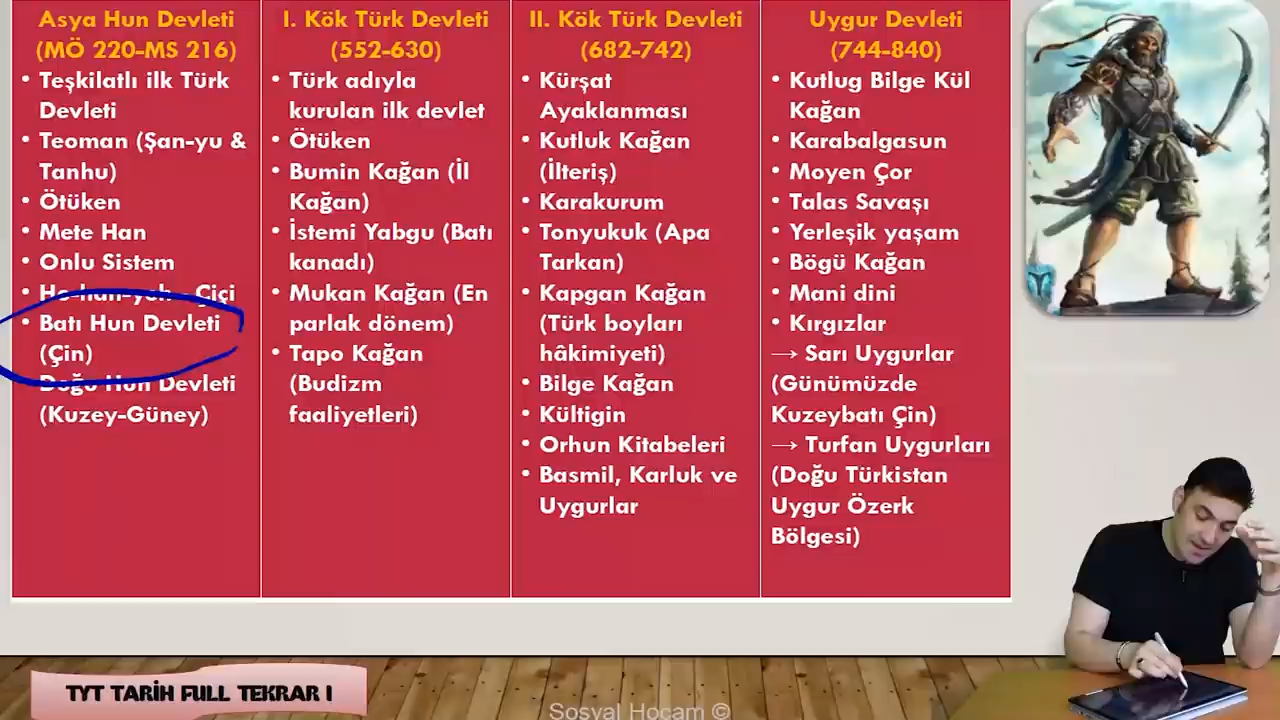 Asya Hun Devleti
(MÖ 220-MS 216)
• Teşkilatlı ilk Türk
Devleti
• Teoman (Şan-yu &
Tanhu)
• Ötüken
• Mete Han
• Onlu Sistem
• Ho-han-yeh - Çiçi
• Batı Hun Devleti
(Çin)
Doğu Hun Devleti
(Kuzey-Güney)
I. Kök Türk Devleti
(552-630)
• Türk adıyla
kurulan ilk devlet
• Ötüken
• Bumin Kağan (İl
Kağan)
• İstemi Yabgu (Batı
kanadı)
• Mukan Kağan (En
parlak dönem)
• Tapo Kağan
(Budizm
faaliyetleri)
II. Kök Türk Devleti
(682-742)
• Kürşat
Ayaklanması
• Kutluk Kağan
(İlteriş)
• Karakurum
• Tonyukuk (Apa
Tarkan)
• Kapgan Kağan
(Türk boyları
hâkimiyeti)
• Bilge Kağan
• Kültigin
• Orhun Kitabeleri
• Basmil, Karluk ve
Uygurlar
Uygur Devleti
(744-840)
• Kutlug Bilge Kül
Kağan
• Karabalgasun
• Moyen Çor
• Talas Savaşı
• Yerleşik yaşam
• Bögü Kağan
• Mani dini
• Kırgızlar
→ Sarı Uygurlar
(Günümüzde
Kuzeybatı Çin)
→ Turfan Uygurları
(Doğu Türkistan
Uygur Özerk
Bölgesi)
TYT TARİH FULL TEKRAR I
Sosyal Hocam ©